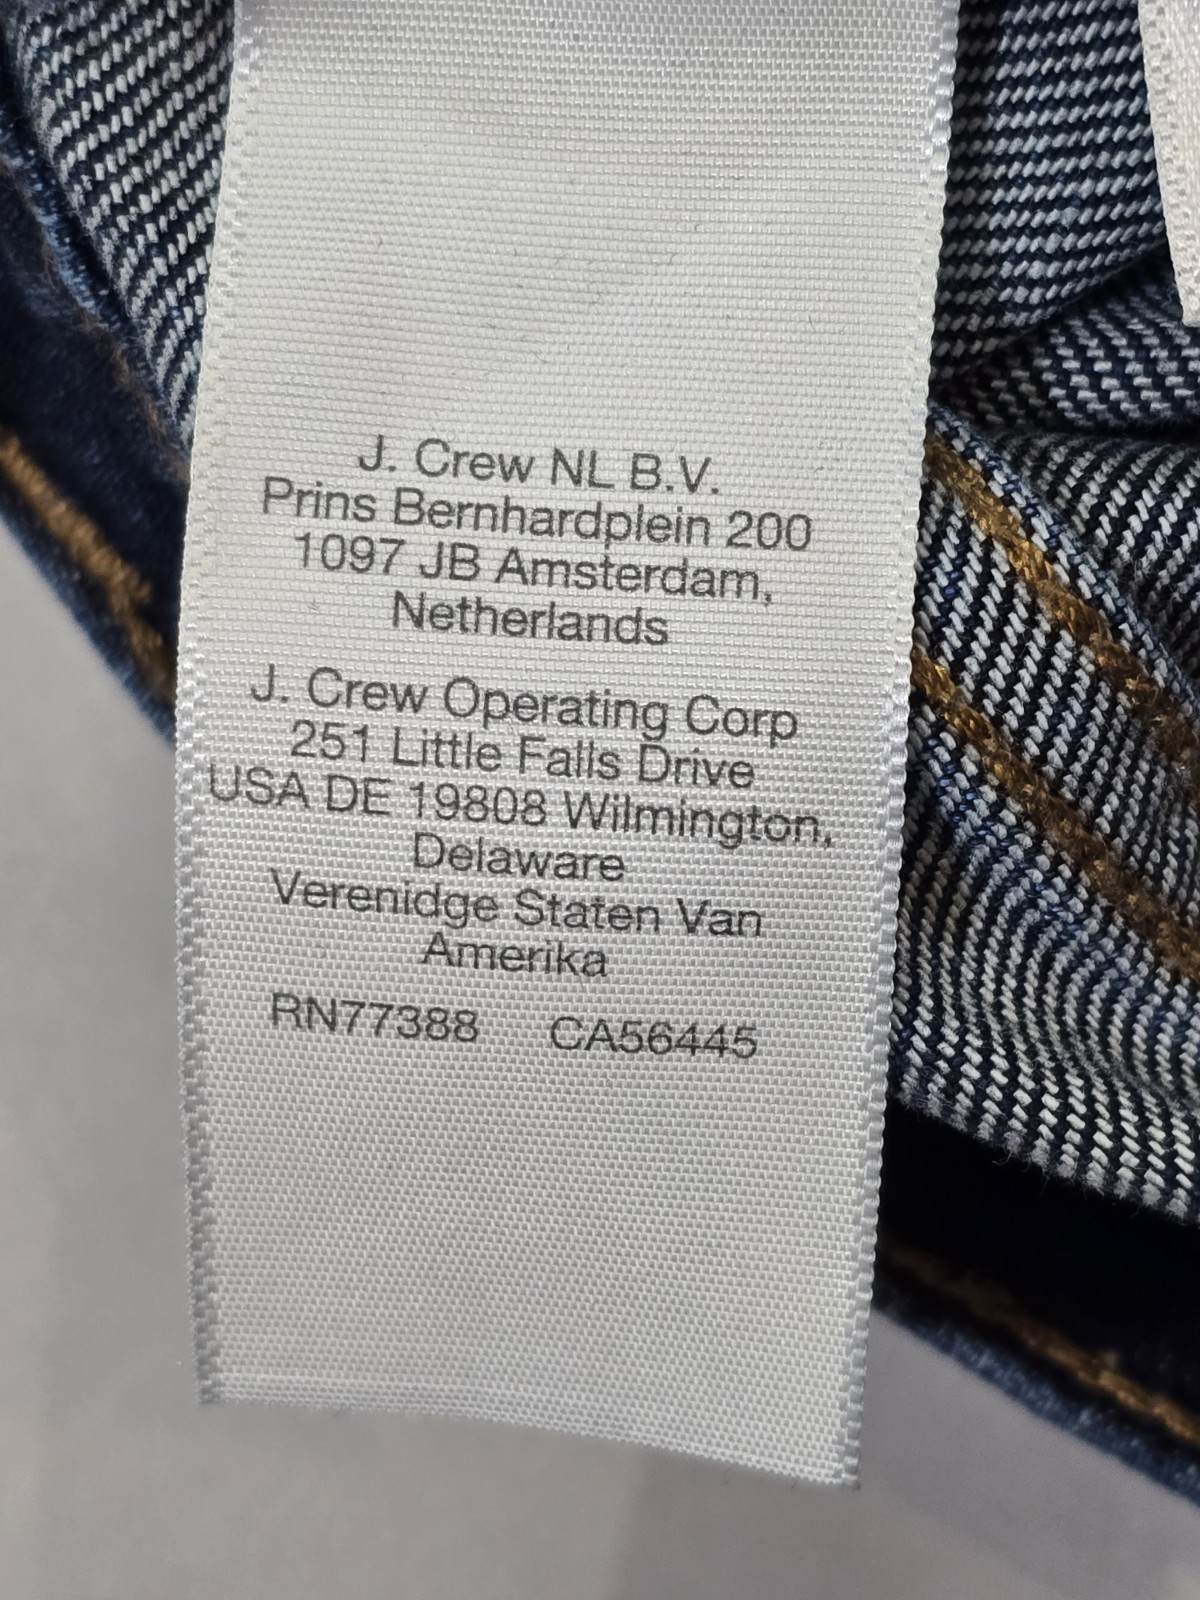 J. Crew NL B.V.
Prins Bernhardplein 200
1097 JB Amsterdam,
Netherlands
J. Crew Operating Corp
251 Little Falls Drive
USA DE 19808 Wilmington,
Delaware
Verenidge Staten Van
Amerika
RN77388 CA56445